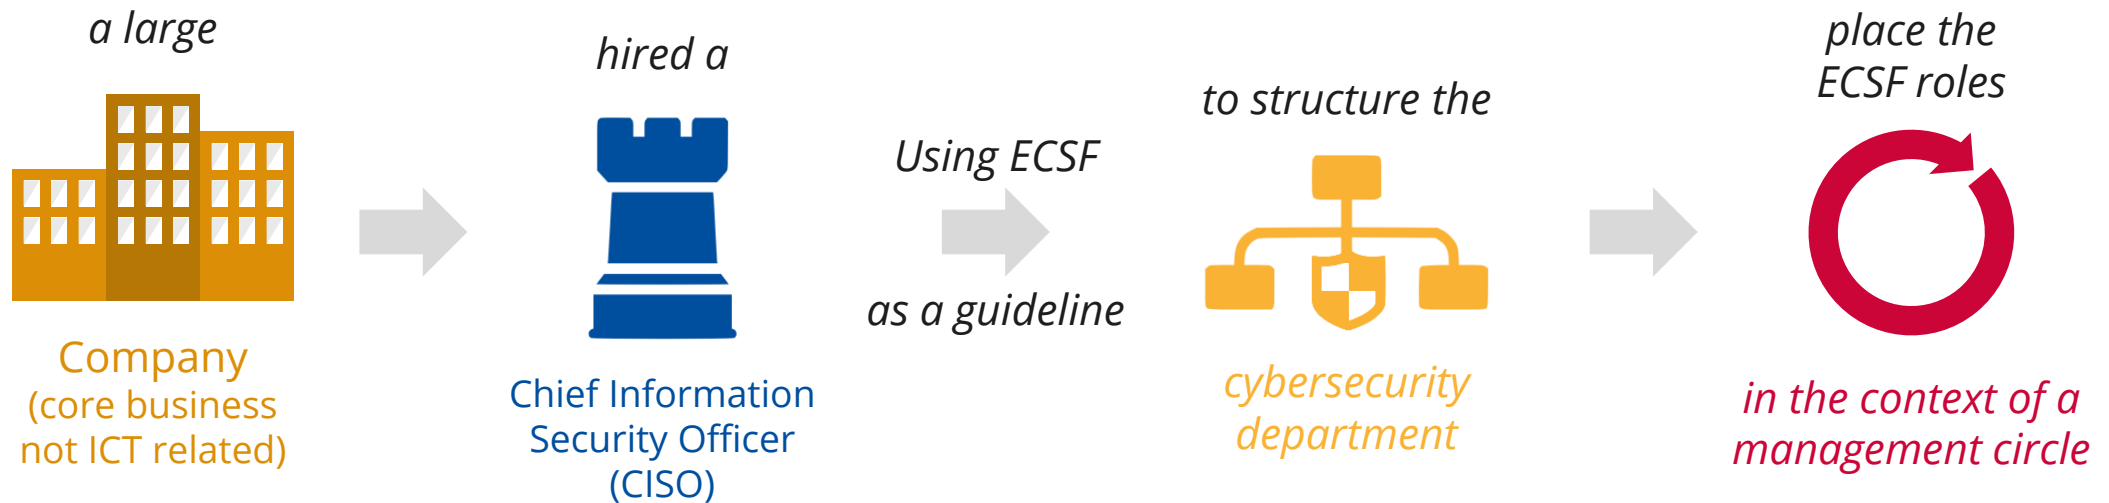 a large
Company
(core business
not ICT related)
hired a
Chief Information
Security Officer
(CISO)
Using ECSF
as a guideline
to structure the
cybersecurity
department
place the
ECSF roles
in the context of a
management circle